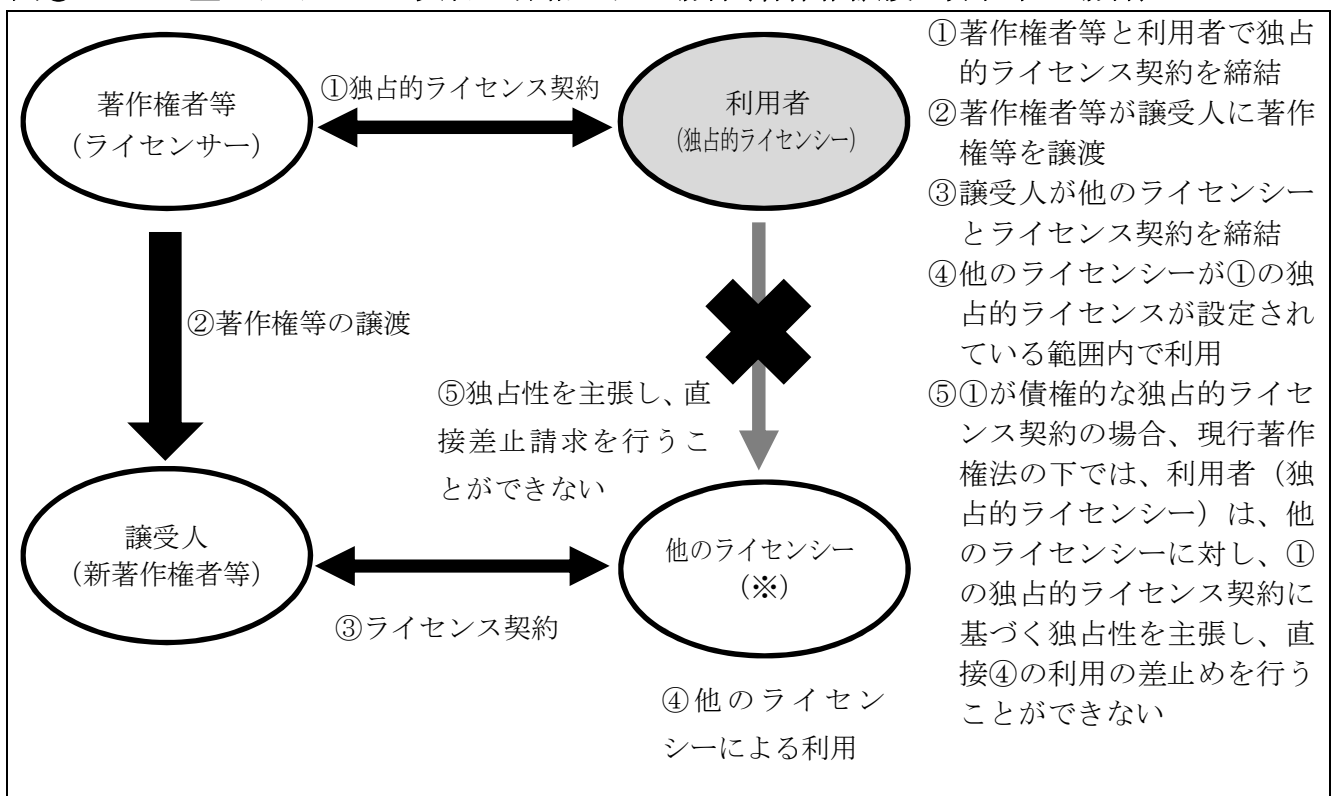 著作権者等
(ライセンサー)
①独占的ライセンス契約
利用者
(独占的ライセンシー)
②著作権等の譲渡
⑤独占性を主張し、直
接差止請求を行うこ
とができない
譲受人
(新著作権者等)
③ライセンス契約
他のライセンシー
(※)
④他のライセン
シーによる利用
①著作権者等と利用者で独占
的ライセンス契約を締結
②著作権者等が譲受人に著作
権等を譲渡
③譲受人が他のライセンシー
とライセンス契約を締結
④他のライセンシーが①の独
占的ライセンスが設定され
ている範囲内で利用
⑤①が債権的な独占的ライセ
ンス契約の場合、現行著作
権法の下では、利用者（独
占的ライセンシー）は、他
のライセンシーに対し、①
の独占的ライセンス契約に
基づく独占性を主張し、直
接④の利用の差止めを行う
ことができない